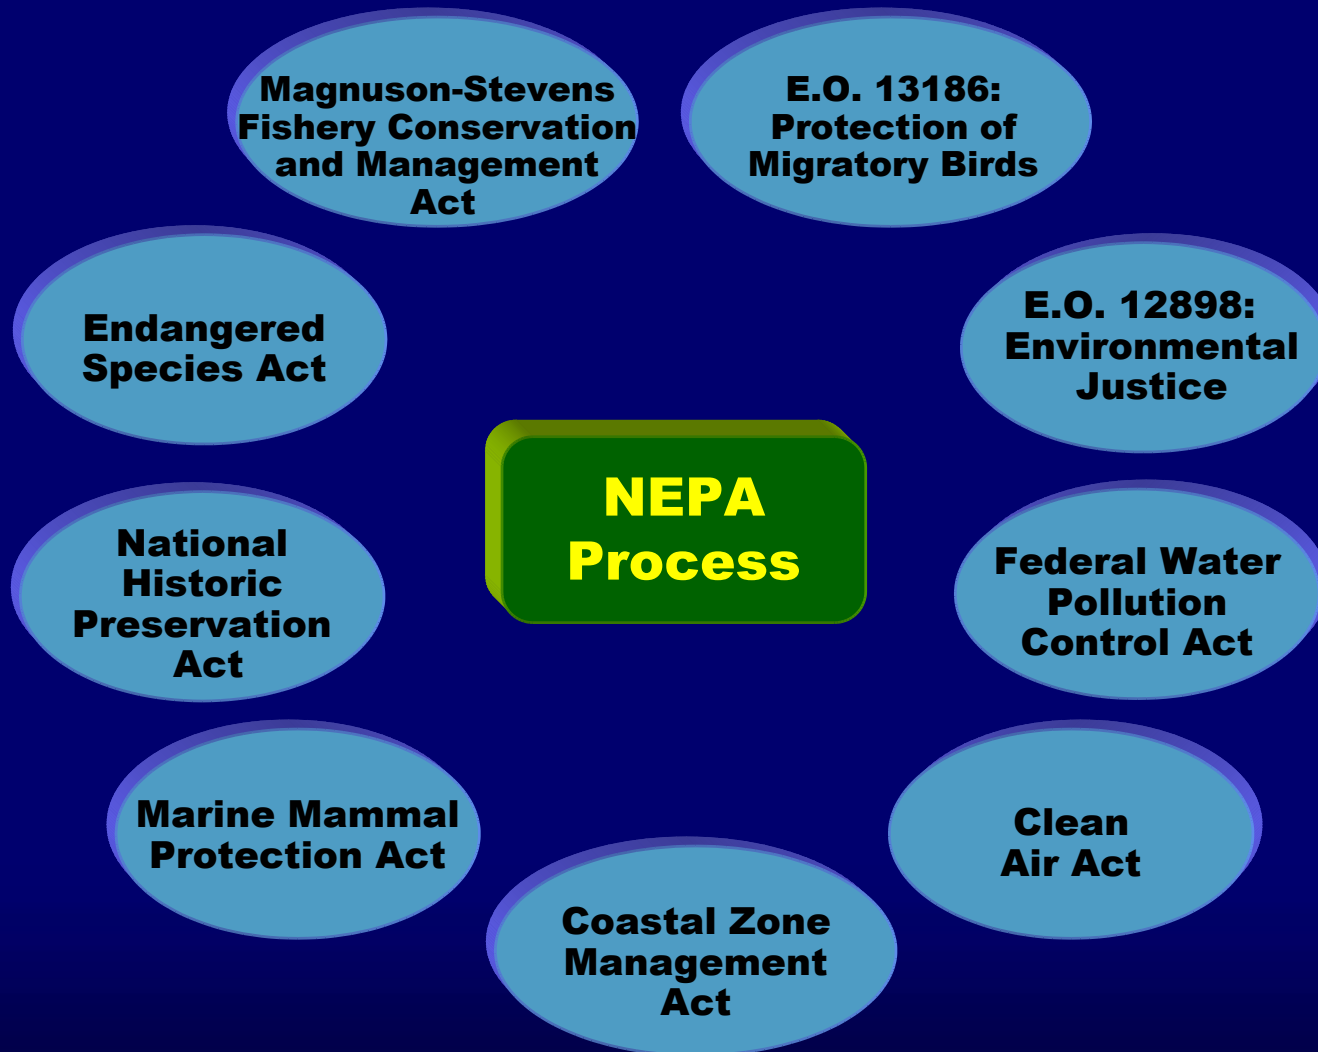 Magnuson-Stevens
Fishery Conservation
and Management
Act
E.O. 13186:
Protection of
Migratory Birds
Endangered
Species Act
E.O. 12898:
Environmental
Justice
NEPA
Process
National
Historic
Preservation
Act
Federal Water
Pollution
Control Act
Marine Mammal
Protection Act
Clean
Air Act
Coastal Zone
Management
Act